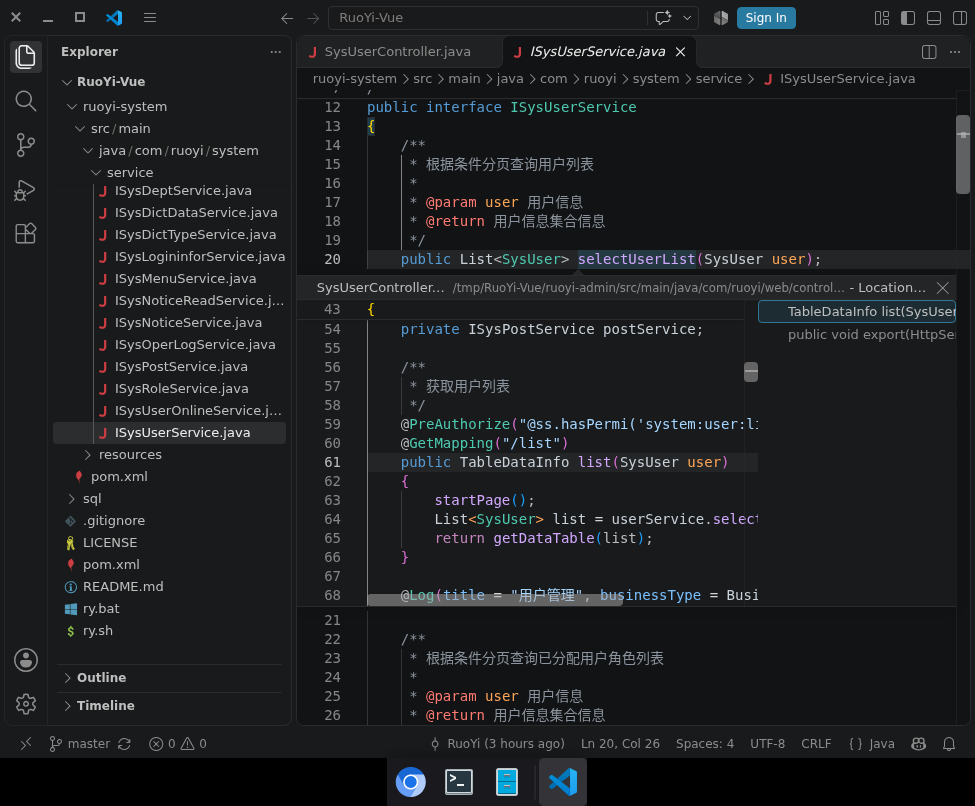 RuoYi-Vue
Sign In
Explorer
RuoYi-Vue
ruoyi-system
src/main
java/com/ruoyi/system
service
ISysDeptService.java
ISysDictDataService.java
ISysDictTypeService.java
ISysLogininforService.java
ISysMenuService.java
ISysNoticeReadService.j...
ISysNoticeService.java
ISysOperLogService.java
ISysPostService.java
ISysRoleService.java
ISysUserOnlineService.j...
ISysUserService.java
resources
pom.xml
sql
.gitignore
LICENSE
pom.xml
README.md
ry.bat
ry.sh
Outline
Timeline
SysUserController.java
ISysUserService.java
ruoyi-system > src > main > java > com > ruoyi > system > service > ISysUserService.java
12 public interface ISysUserService
13 {
14 /**
15 * 根据条件分页查询用户列表
16 *
17 * @param user 用户信息
18 * @return 用户信息集合信息
19 */
20 public List<SysUser> selectUserList(SysUser user);
SysUserController... /tmp/RuoYi-Vue/ruoyi-admin/src/main/java/com/ruoyi/web/control... - Location...
43 {
54 private ISysPostService postService;
55
56 /**
57 * 获取用户列表
58 */
59 @PreAuthorize("@ss.hasPermi('system:user:li
60 @GetMapping("/list")
61 public TableDataInfo list(SysUser user)
62 {
63 startPage();
64 List<SysUser> list = userService.select
65 return getDataTable(list);
66 }
67
68 @Log(title = "用户管理", businessType = Busi
TableDataInfo list(SysUser
public void export(HttpSe
21
22 /**
23 * 根据条件分页查询已分配用户角色列表
24 *
25 * @param user 用户信息
26 * @return 用户信息集合信息
master
0
0
RuoYi (3 hours ago)
Ln 20, Col 26
Spaces: 4
UTF-8
CRLF
{ } Java